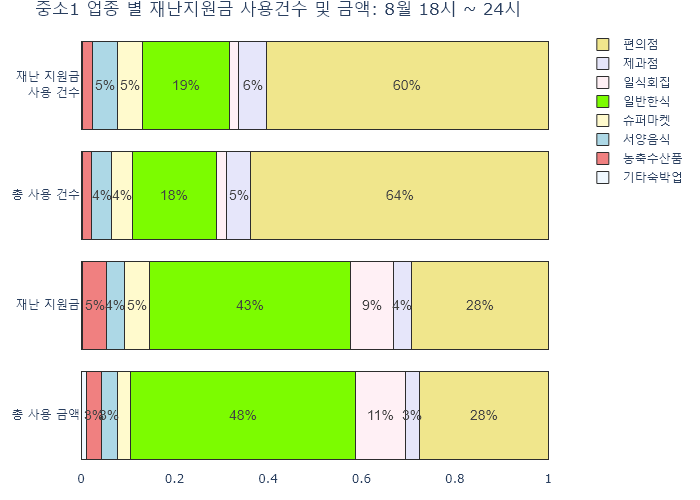 중소1 업종 별 재난지원금 사용건수 및 금액: 8월 18시 ~ 24시
재난 지원금
사용 건수
5%
5%
19%
6%
60%
총 사용 건수
4%
4%
18%
5%
64%
재난 지원금
5%
4%
5%
43%
9%
4%
28%
총 사용 금액
3%
3%
48%
11%
3%
28%
0
0.2
0.4
0.6
0.8
1
편의점
제과점
일식회집
일반한식
슈퍼마켓
서양음식
농축수산품
기타숙박업